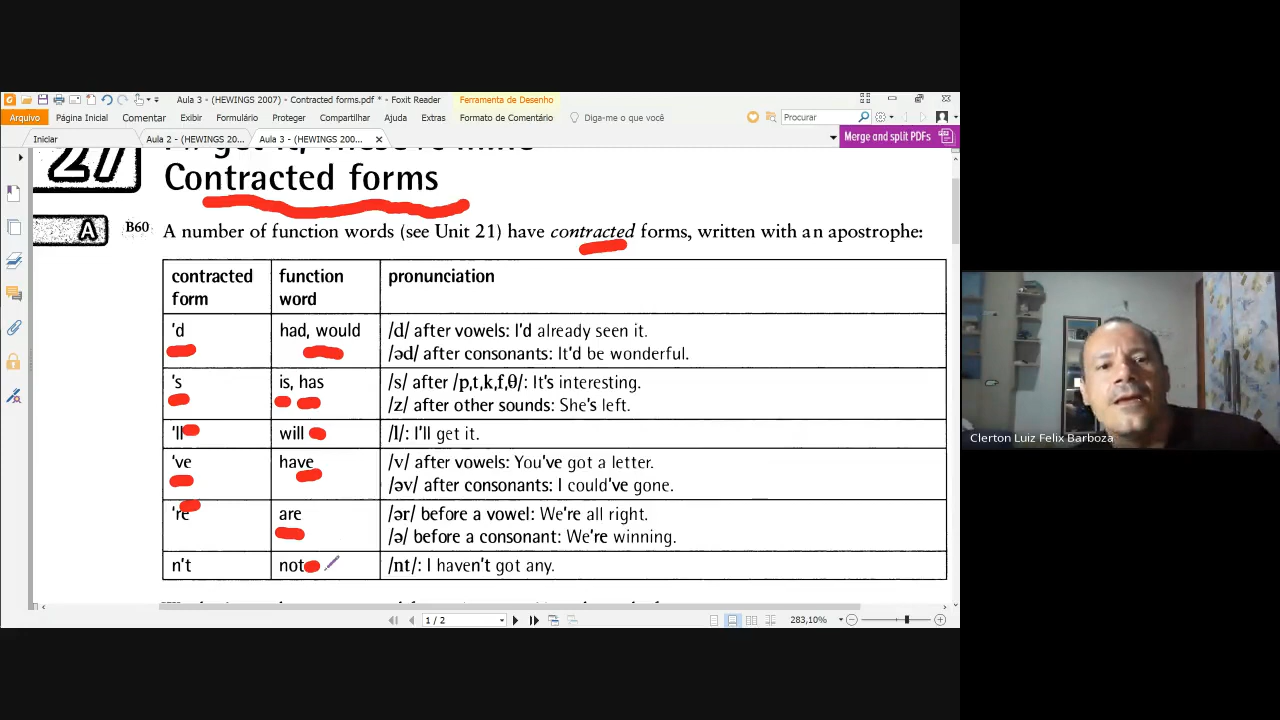 Aula 3 - (HEWINGS 2007) - Contracted forms.pdf * - Foxit Reader
Ferramenta de Desenho
Arquivo Página Inicial Comentar Exibir Formulário Proteger Compartilhar Ajuda Extras Formato de Comentário Diga-me o que você Procurar
Iniciar Aula 2 - (HEWINGS 20... Aula 3 - (HEWINGS 200... Merge and split PDFs
27
Contracted forms
A B60 A number of function words (see Unit 21) have contracted forms, written with an apostrophe:
contracted form function word pronunciation
'd had, would /d/ after vowels: I'd already seen it.
/əd/ after consonants: It'd be wonderful.
's is, has /s/ after /p,t,k,f,θ/: It's interesting.
/z/ after other sounds: She's left.
'll will /l/: I'll get it.
've have /v/ after vowels: You've got a letter.
/əv/ after consonants: I could've gone.
're are /ər/ before a vowel: We're all right.
/ə/ before a consonant: We're winning.
n't not /nt/: I haven't got any.
1 / 2 283,10%
Clerton Luiz Felix Barboza